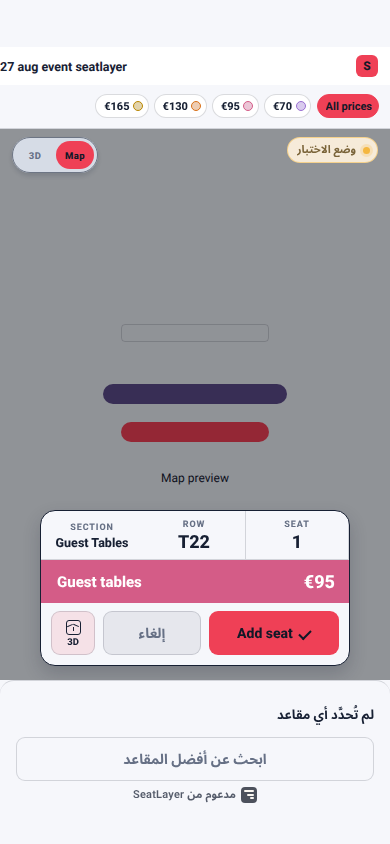 27 aug event seatlayer
S
€165
€130
€95
€70
All prices
3D
Map
وضع الاختبار
Map preview
SECTION
ROW
SEAT
Guest Tables
T22
1
Guest tables
€95
3D
إلغاء
Add seat
لم تُحدَّد أي مقاعد
ابحث عن أفضل المقاعد
مدعوم من SeatLayer